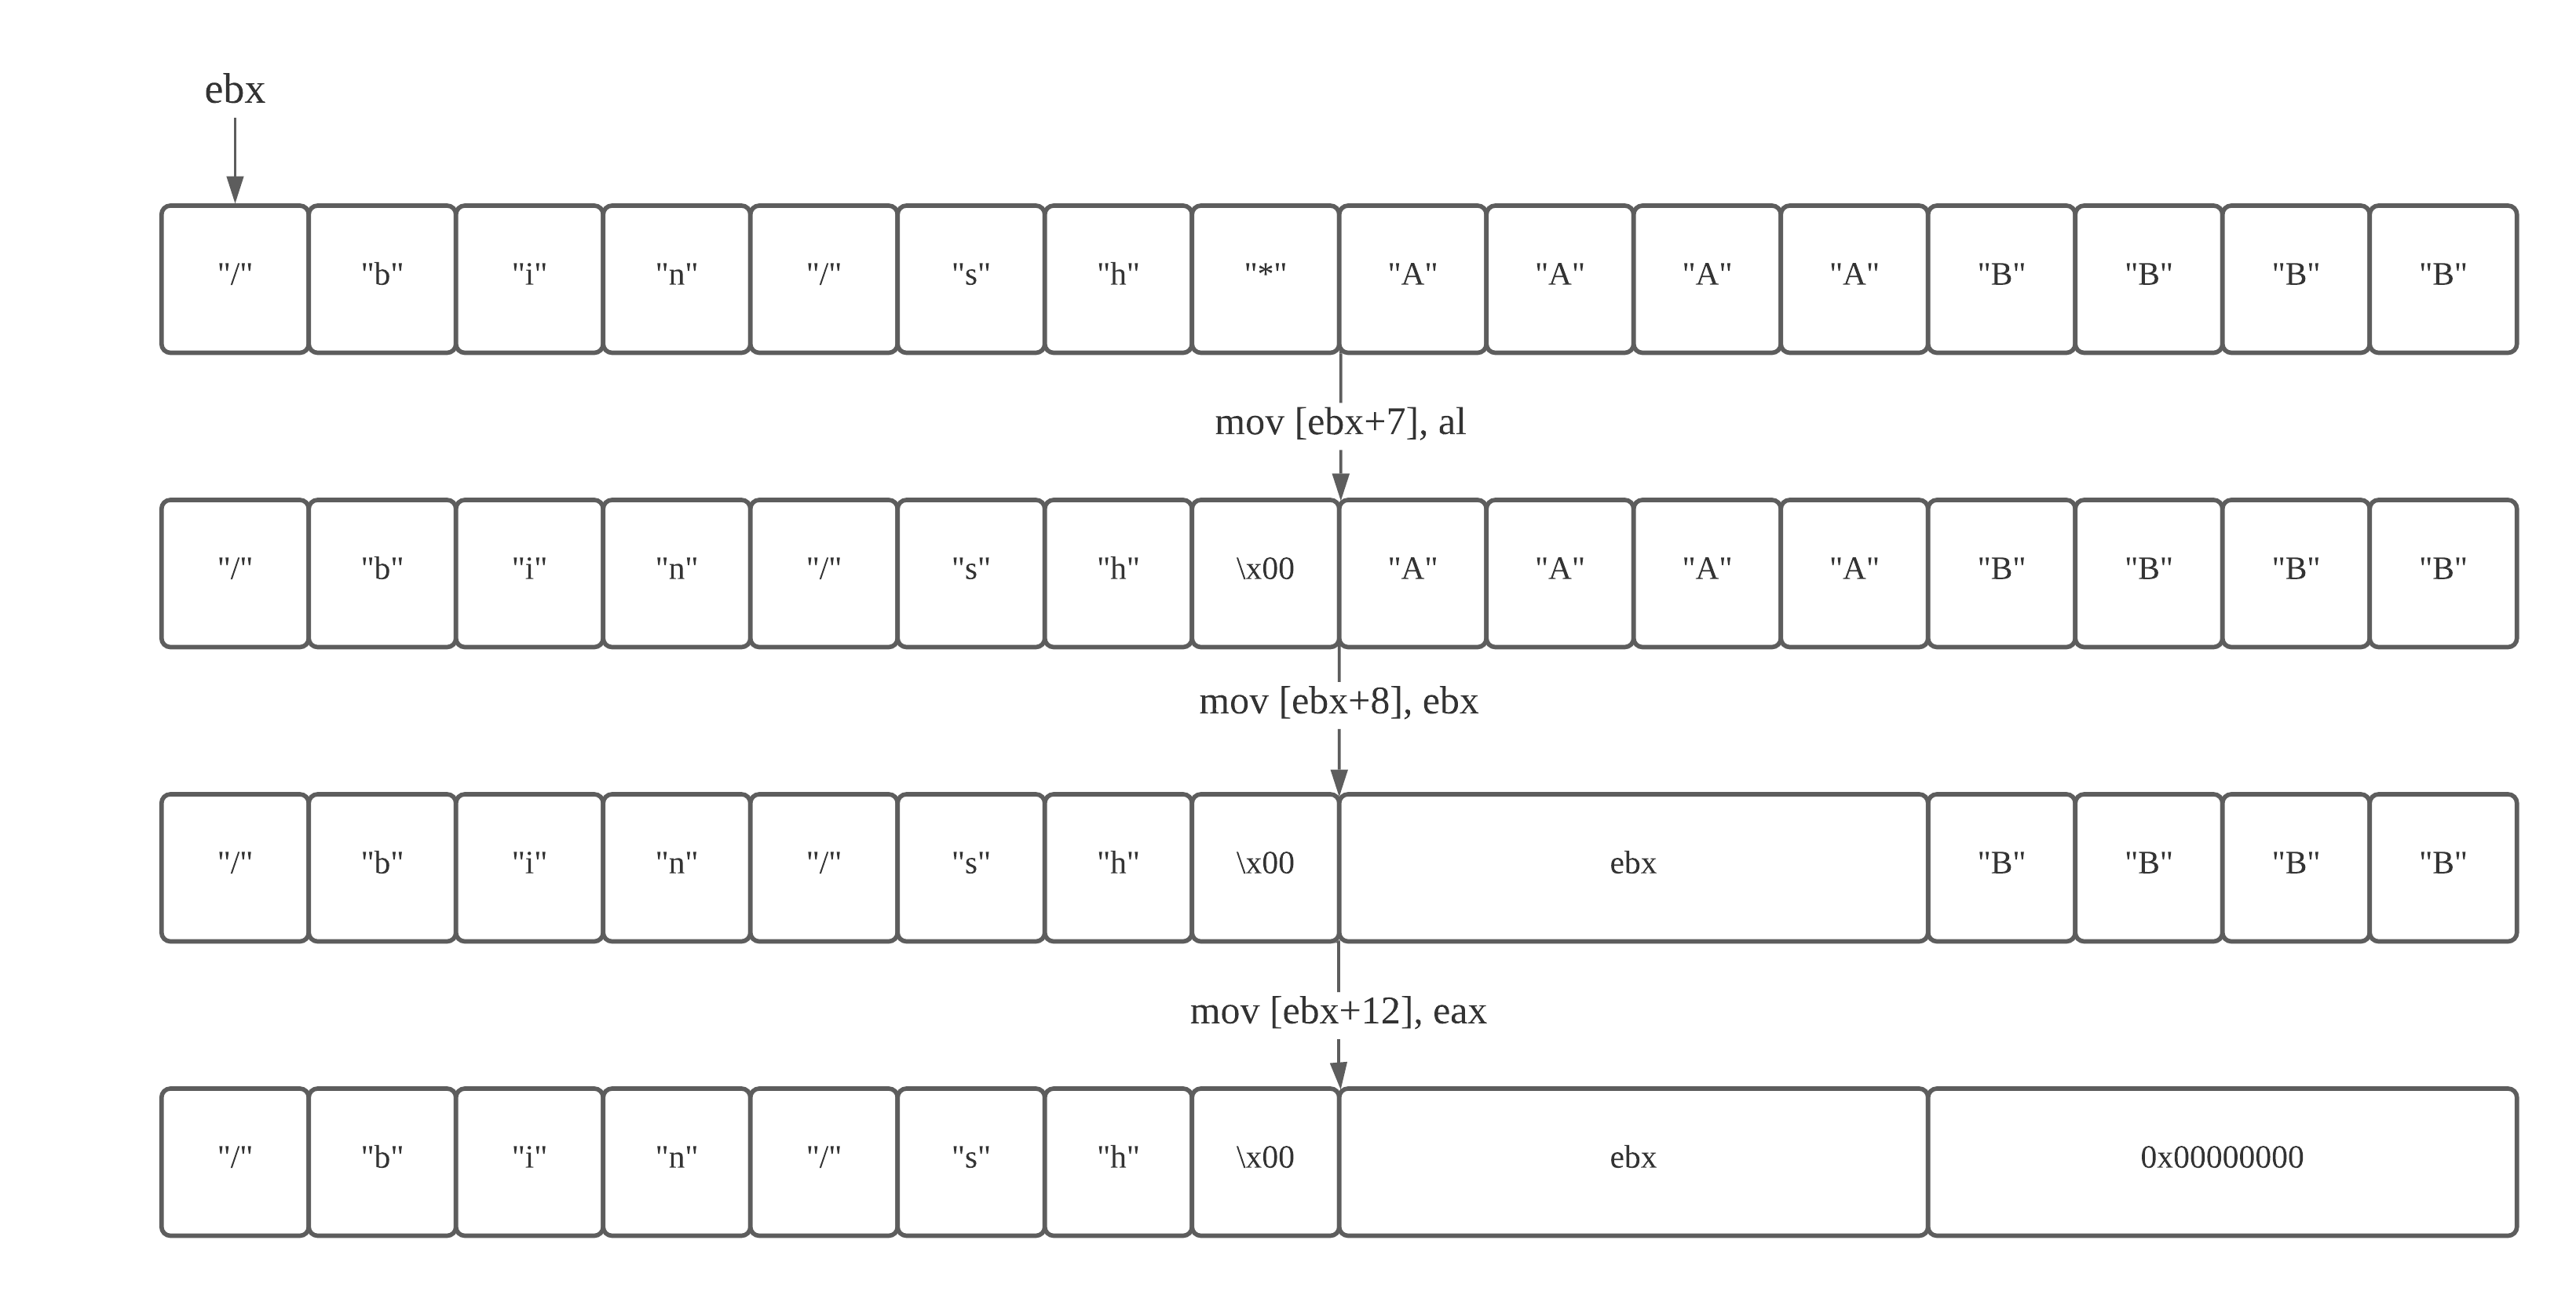 ebx
"/" "b" "i" "n" "/" "s" "h" "*" "A" "A" "A" "A" "B" "B" "B" "B"
mov [ebx+7], al
"/" "b" "i" "n" "/" "s" "h" \x00 "A" "A" "A" "A" "B" "B" "B" "B"
mov [ebx+8], ebx
"/" "b" "i" "n" "/" "s" "h" \x00 ebx "B" "B" "B" "B"
mov [ebx+12], eax
"/" "b" "i" "n" "/" "s" "h" \x00 ebx 0x00000000